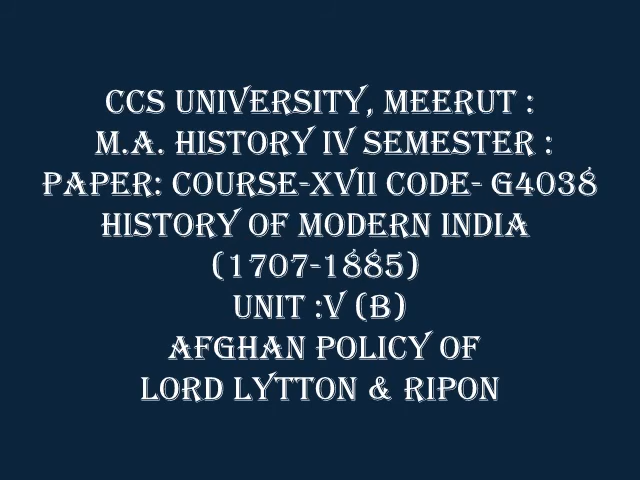 CCS UNIVERSITY, MEERUT :
M.A. HISTORY IV SEMESTER :
PAPER: COURSE-XVII CODE- G4038
HISTORY OF MODERN INDIA
(1707-1885)
UNIT :V (B)
AFGHAN POLICY OF
LORD LYTTON & RIPON